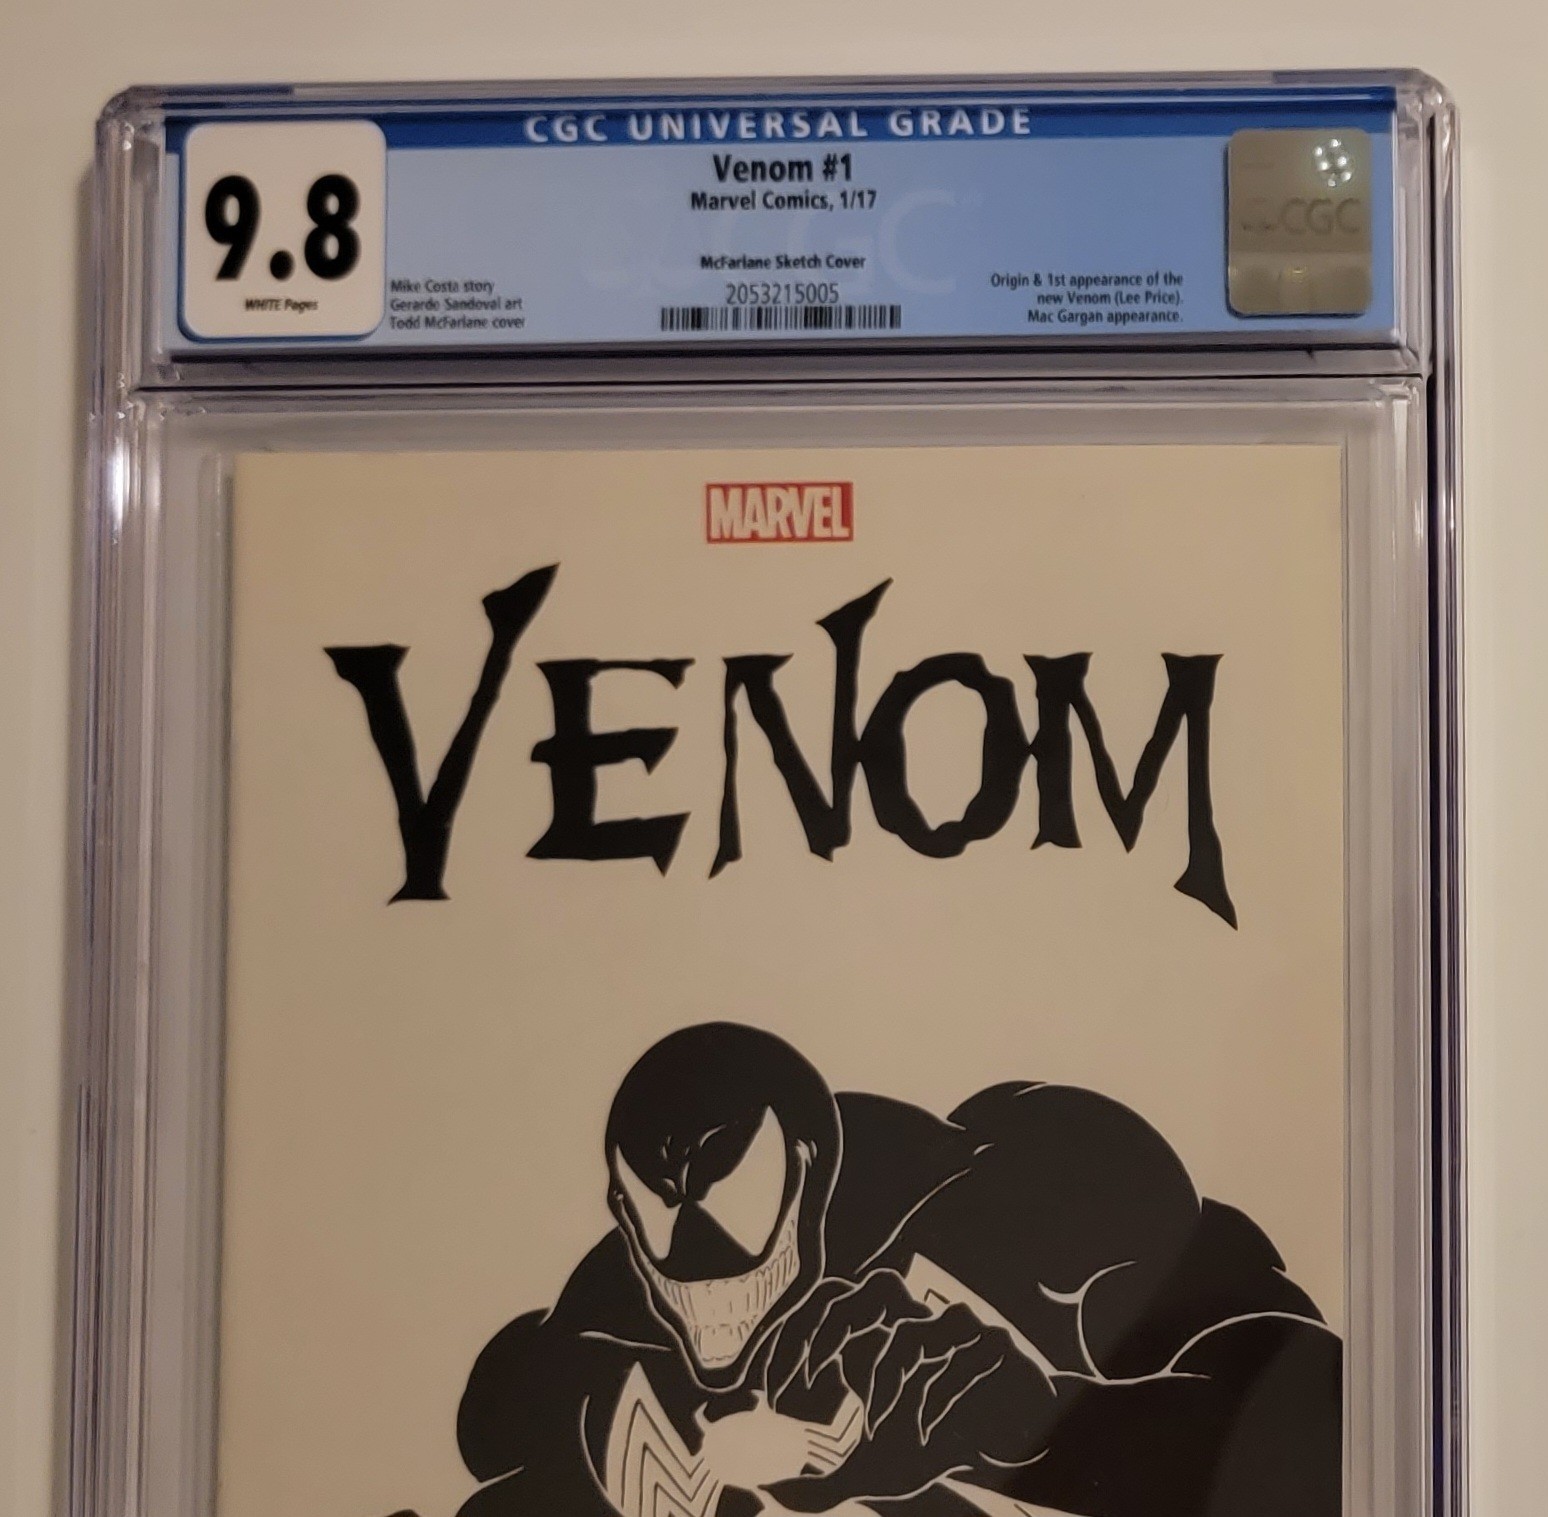 CGC UNIVERSAL GRADE
9.8
WHITE Pages
Venom #1
Marvel Comics, 1/17
McFarlane Sketch Cover
2053215005
Mike Costa story
Gerardo Sandoval art
Todd McFarlane cover
Origin & 1st appearance of the
new Venom (Lee Price).
Mac Gargan appearance.
CGC
CGC
MARVEL
VENOM